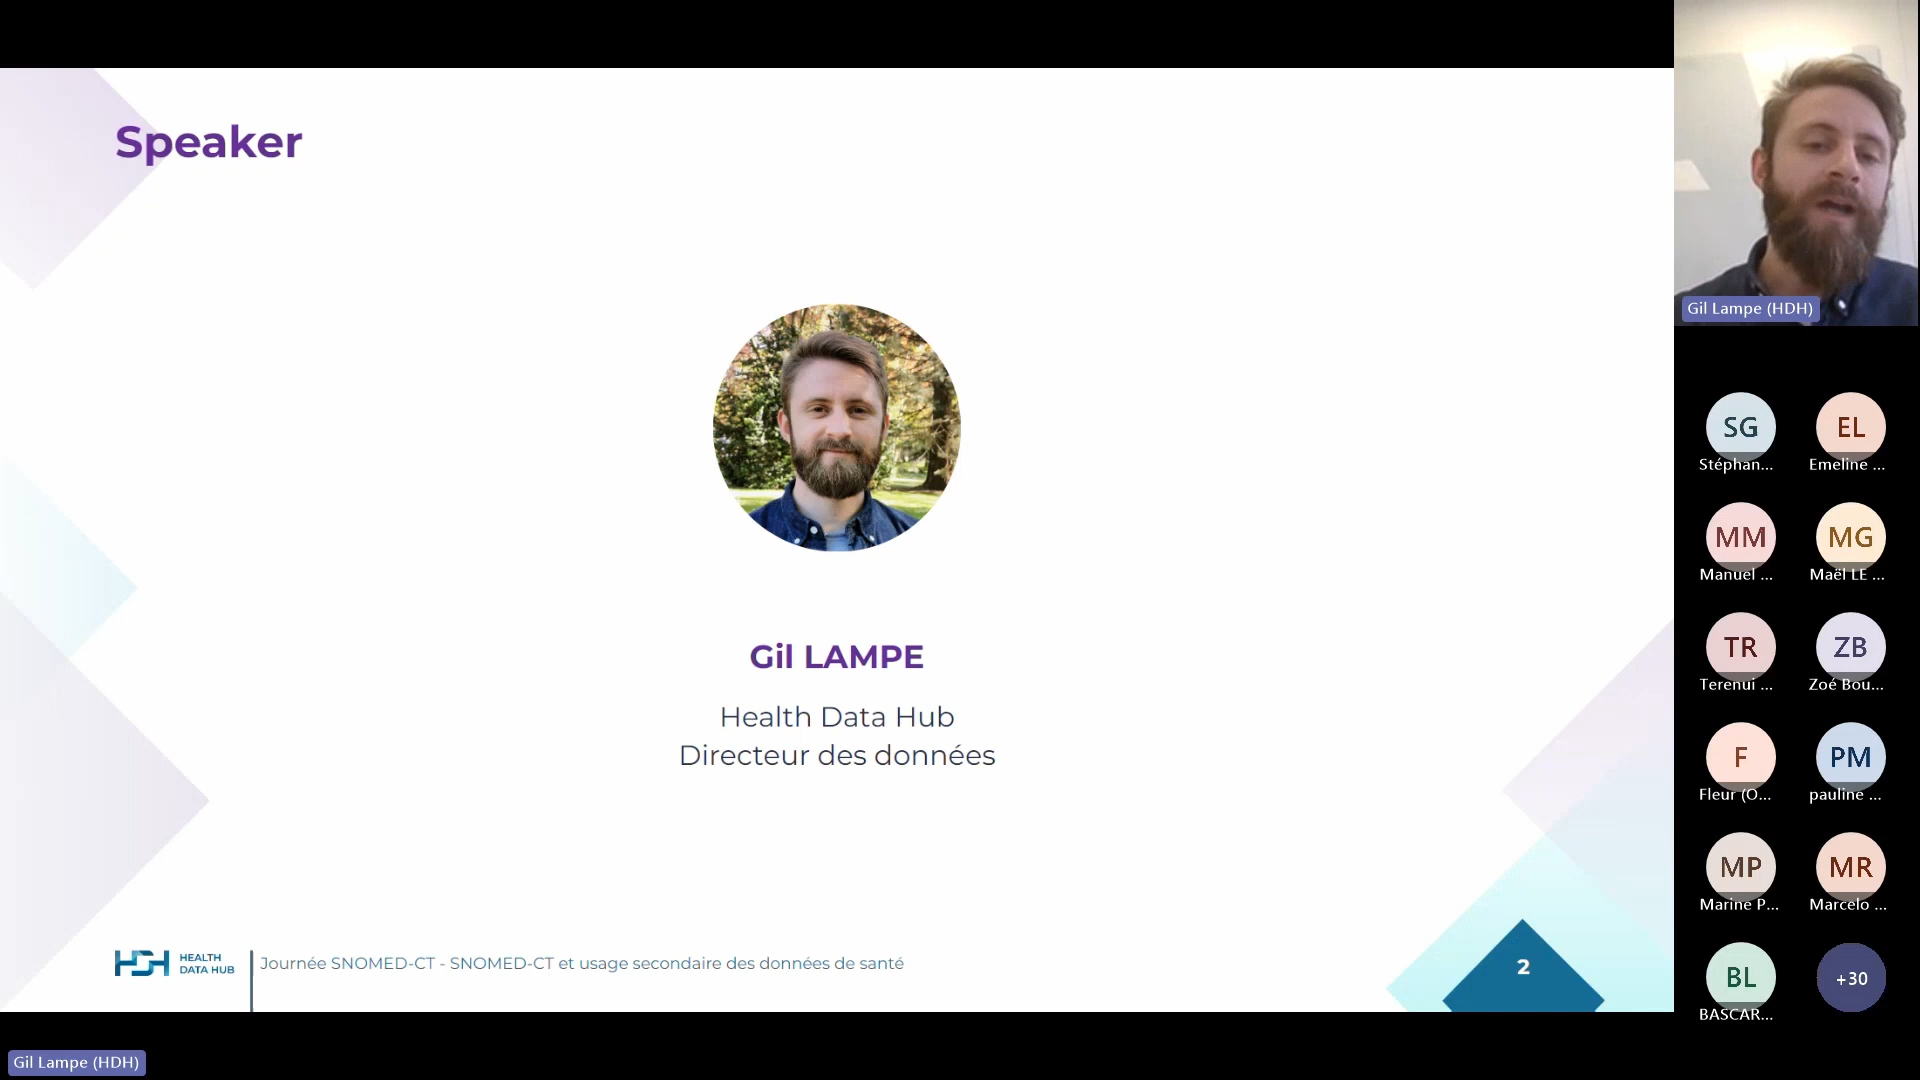 Speaker
Gil LAMPE
Health Data Hub
Directeur des données
HEALTH
DATA HUB
Journée SNOMED-CT - SNOMED-CT et usage secondaire des données de santé
2
Gil Lampe (HDH)
SG
Stéphan...
EL
Emeline ...
MM
Manuel ...
MG
Maël LE ...
TR
Terenui ...
ZB
Zoé Bou...
F
Fleur (O...
PM
pauline ...
MP
Marine P...
MR
Marcelo ...
BL
BASCAR...
+30
Gil Lampe (HDH)